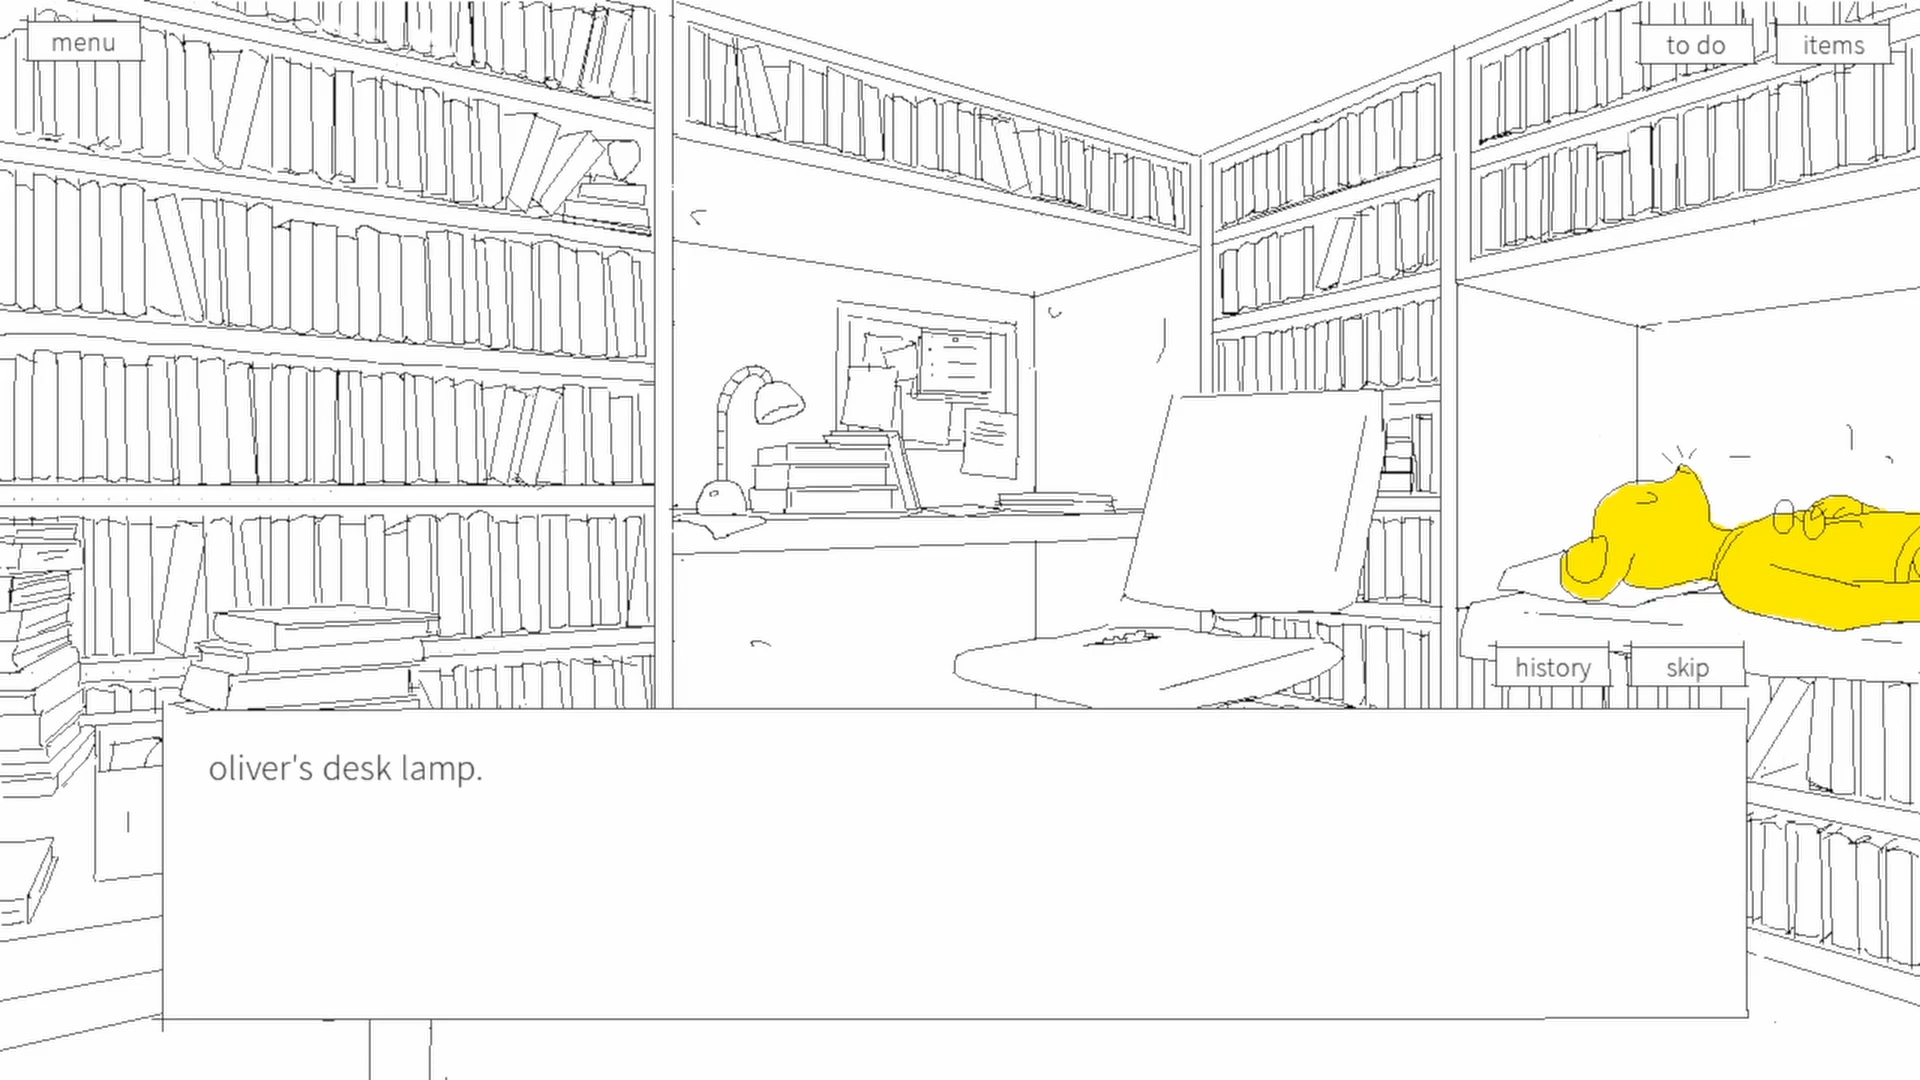 menu
to do
items
history
skip
oliver's desk lamp.